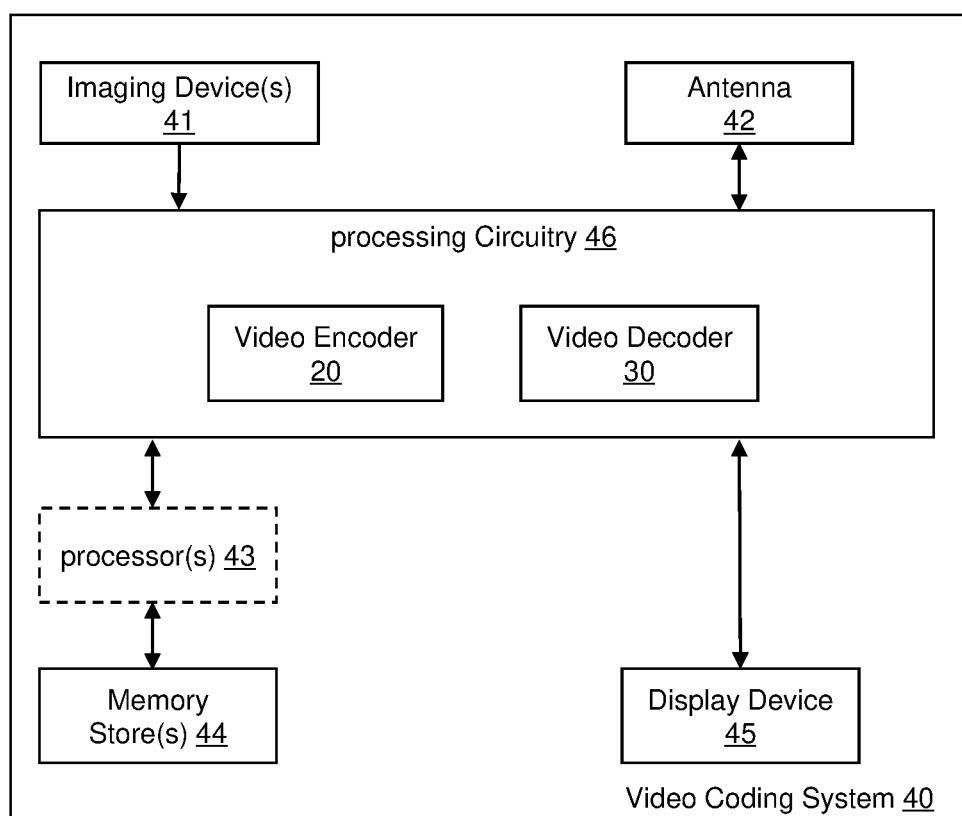 Imaging Device(s)
41
Antenna
42
processing Circuitry 46
Video Encoder
20
Video Decoder
30
processor(s) 43
Memory
Store(s) 44
Display Device
45
Video Coding System 40